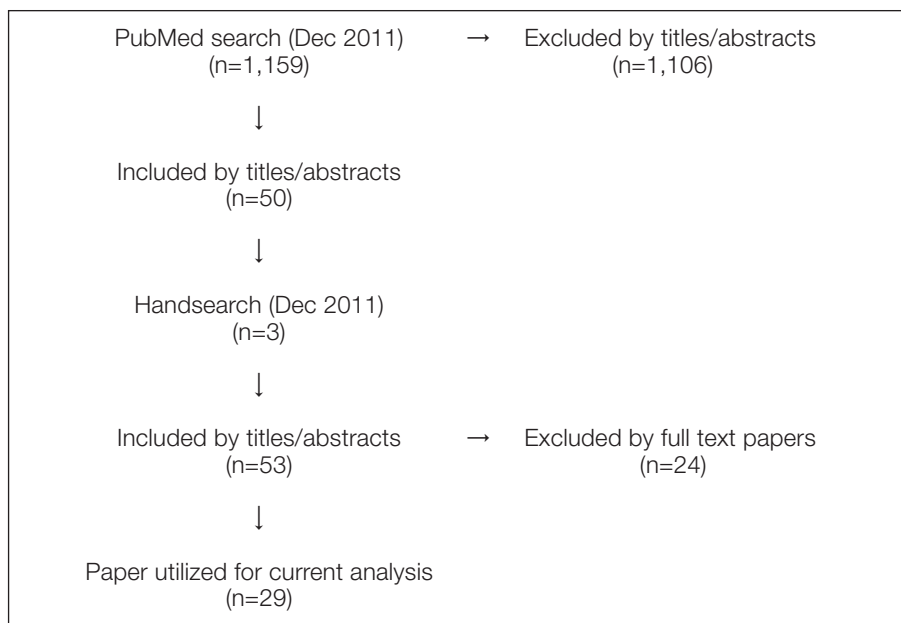 PubMed search (Dec 2011) → Excluded by titles/abstracts
(n=1,159) (n=1,106)
↓
Included by titles/abstracts
(n=50)
↓
Handsearch (Dec 2011)
(n=3)
↓
Included by titles/abstracts → Excluded by full text papers
(n=53) (n=24)
↓
Paper utilized for current analysis
(n=29)